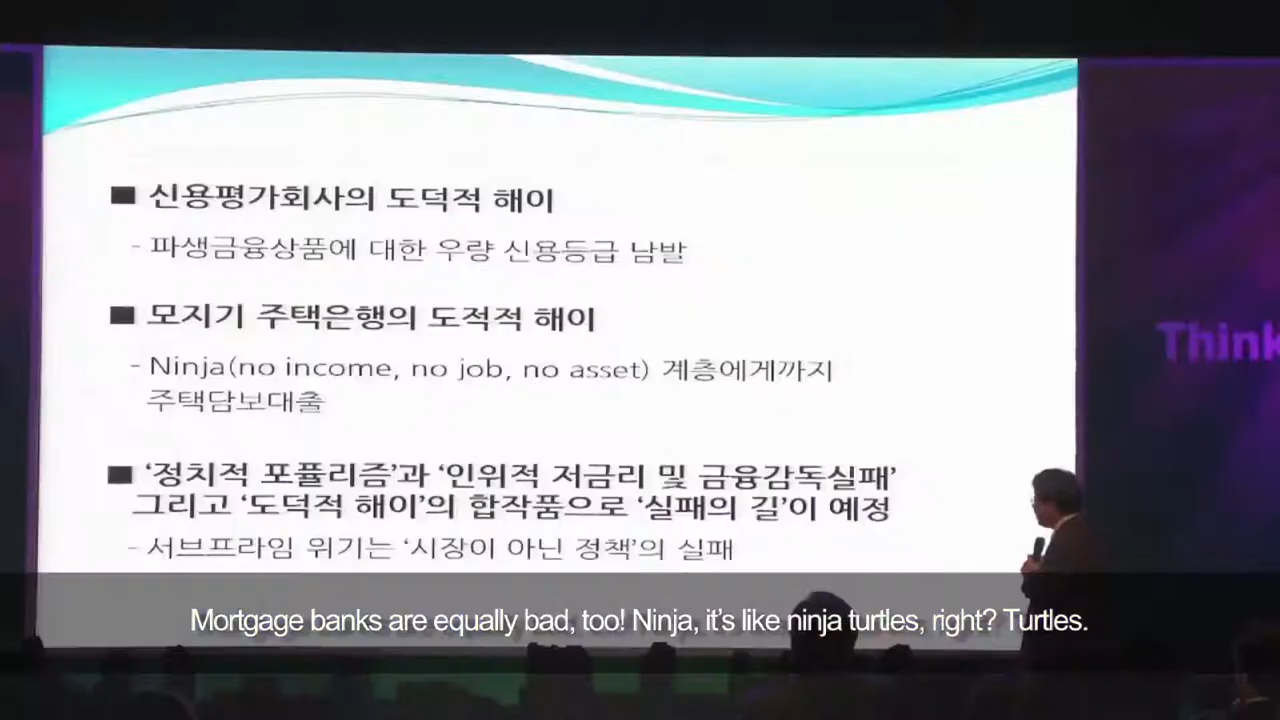 ■ 신용평가회사의 도덕적 해이
- 파생금융상품에 대한 우량 신용등급 남발
■ 모지기 주택은행의 도적적 해이
- Ninja(no income, no job, no asset) 계층에게까지
주택담보대출
■ ‘정치적 포퓰리즘’과 ‘인위적 저금리 및 금융감독실패’
그리고 ‘도덕적 해이’의 합작품으로 ‘실패의 길’이 예정
- 서브프라임 위기는 ‘시장이 아닌 정책’의 실패
Think
Mortgage banks are equally bad, too! Ninja, it’s like ninja turtles, right? Turtles.